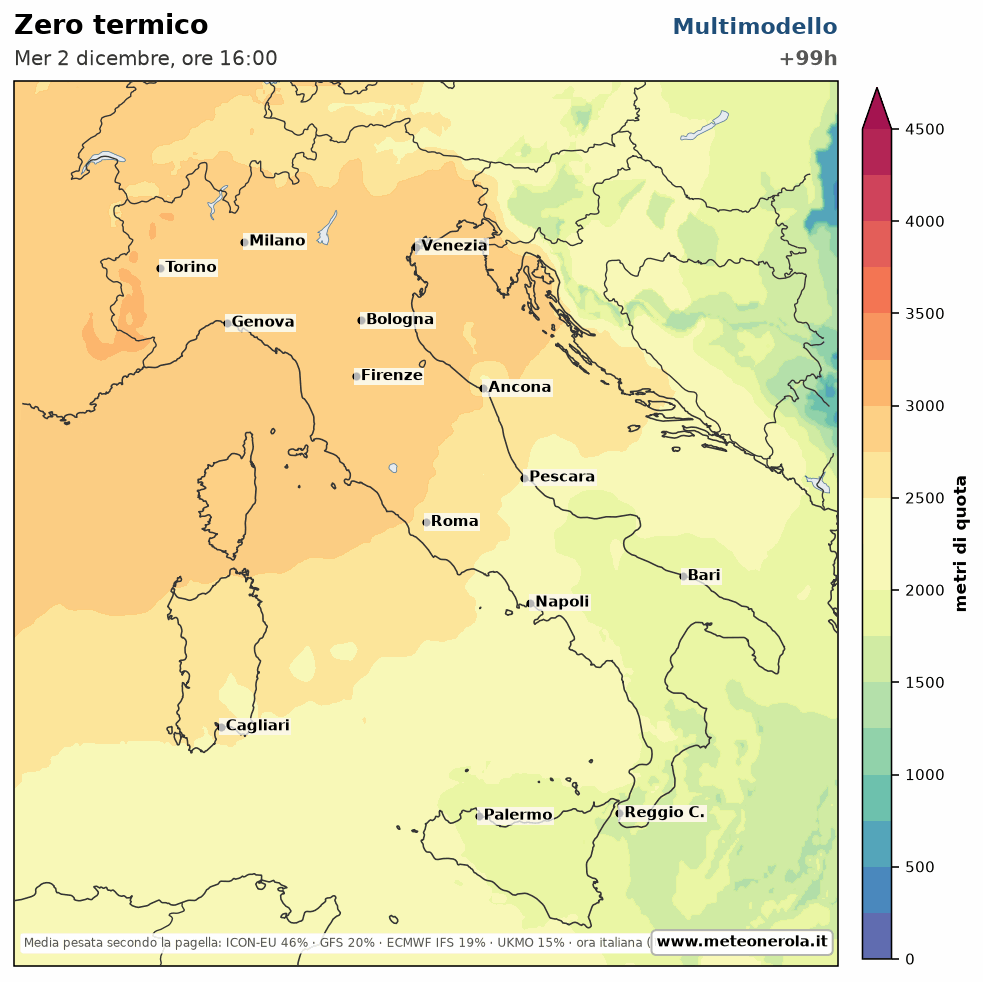 Zero termico
Multimodello
Mer 2 dicembre, ore 16:00
+99h
4500
4000
3500
3000
2500
2000
1500
1000
500
0
metri di quota
Milano
Venezia
Torino
Genova
Bologna
Firenze
Ancona
Pescara
Roma
Bari
Napoli
Cagliari
Palermo
Reggio C.
Media pesata secondo la pagella: ICON-EU 46% · GFS 20% · ECMWF IFS 19% · UKMO 15% · ora italiana (
www.meteonerola.it